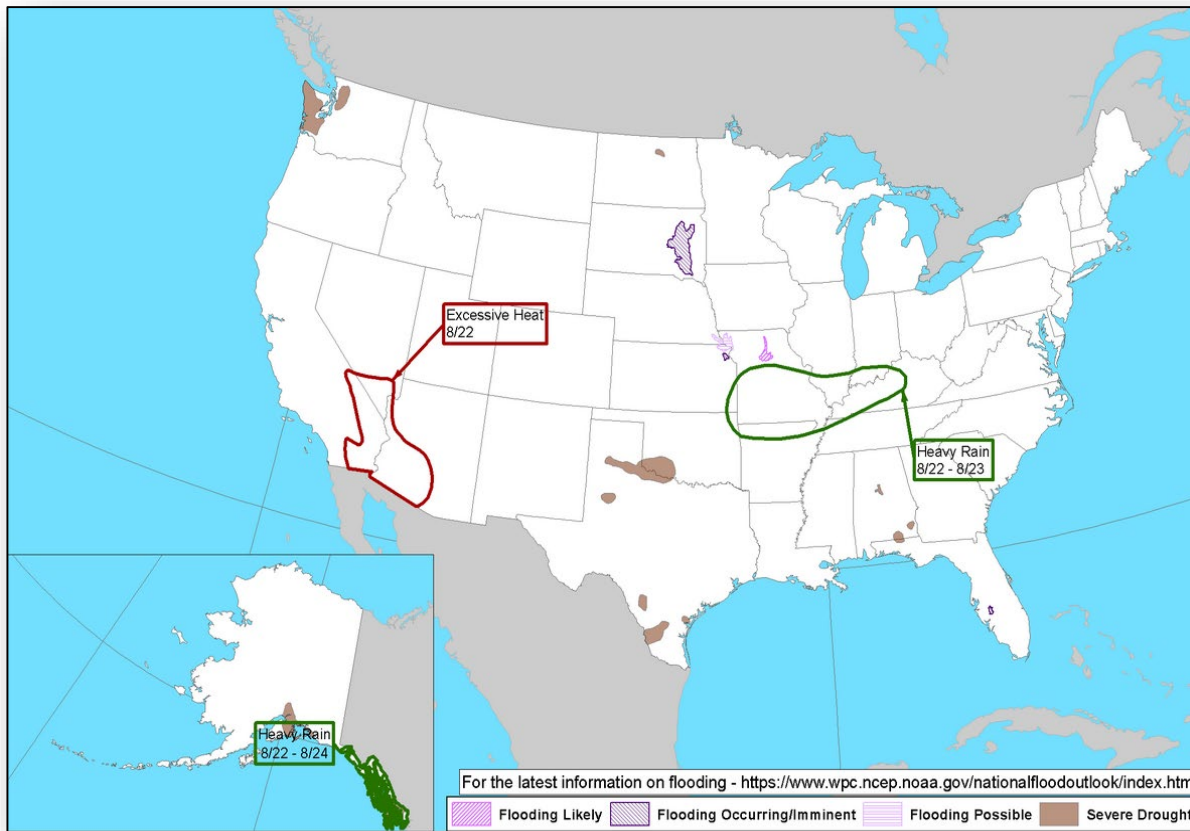 Excessive Heat
8/22
Heavy Rain
8/22 - 8/23
Heavy Rain
8/22 - 8/24
For the latest information on flooding - https://www.wpc.ncep.noaa.gov/nationalfloodoutlook/index.htm
Flooding Likely
Flooding Occurring/Imminent
Flooding Possible
Severe Drought